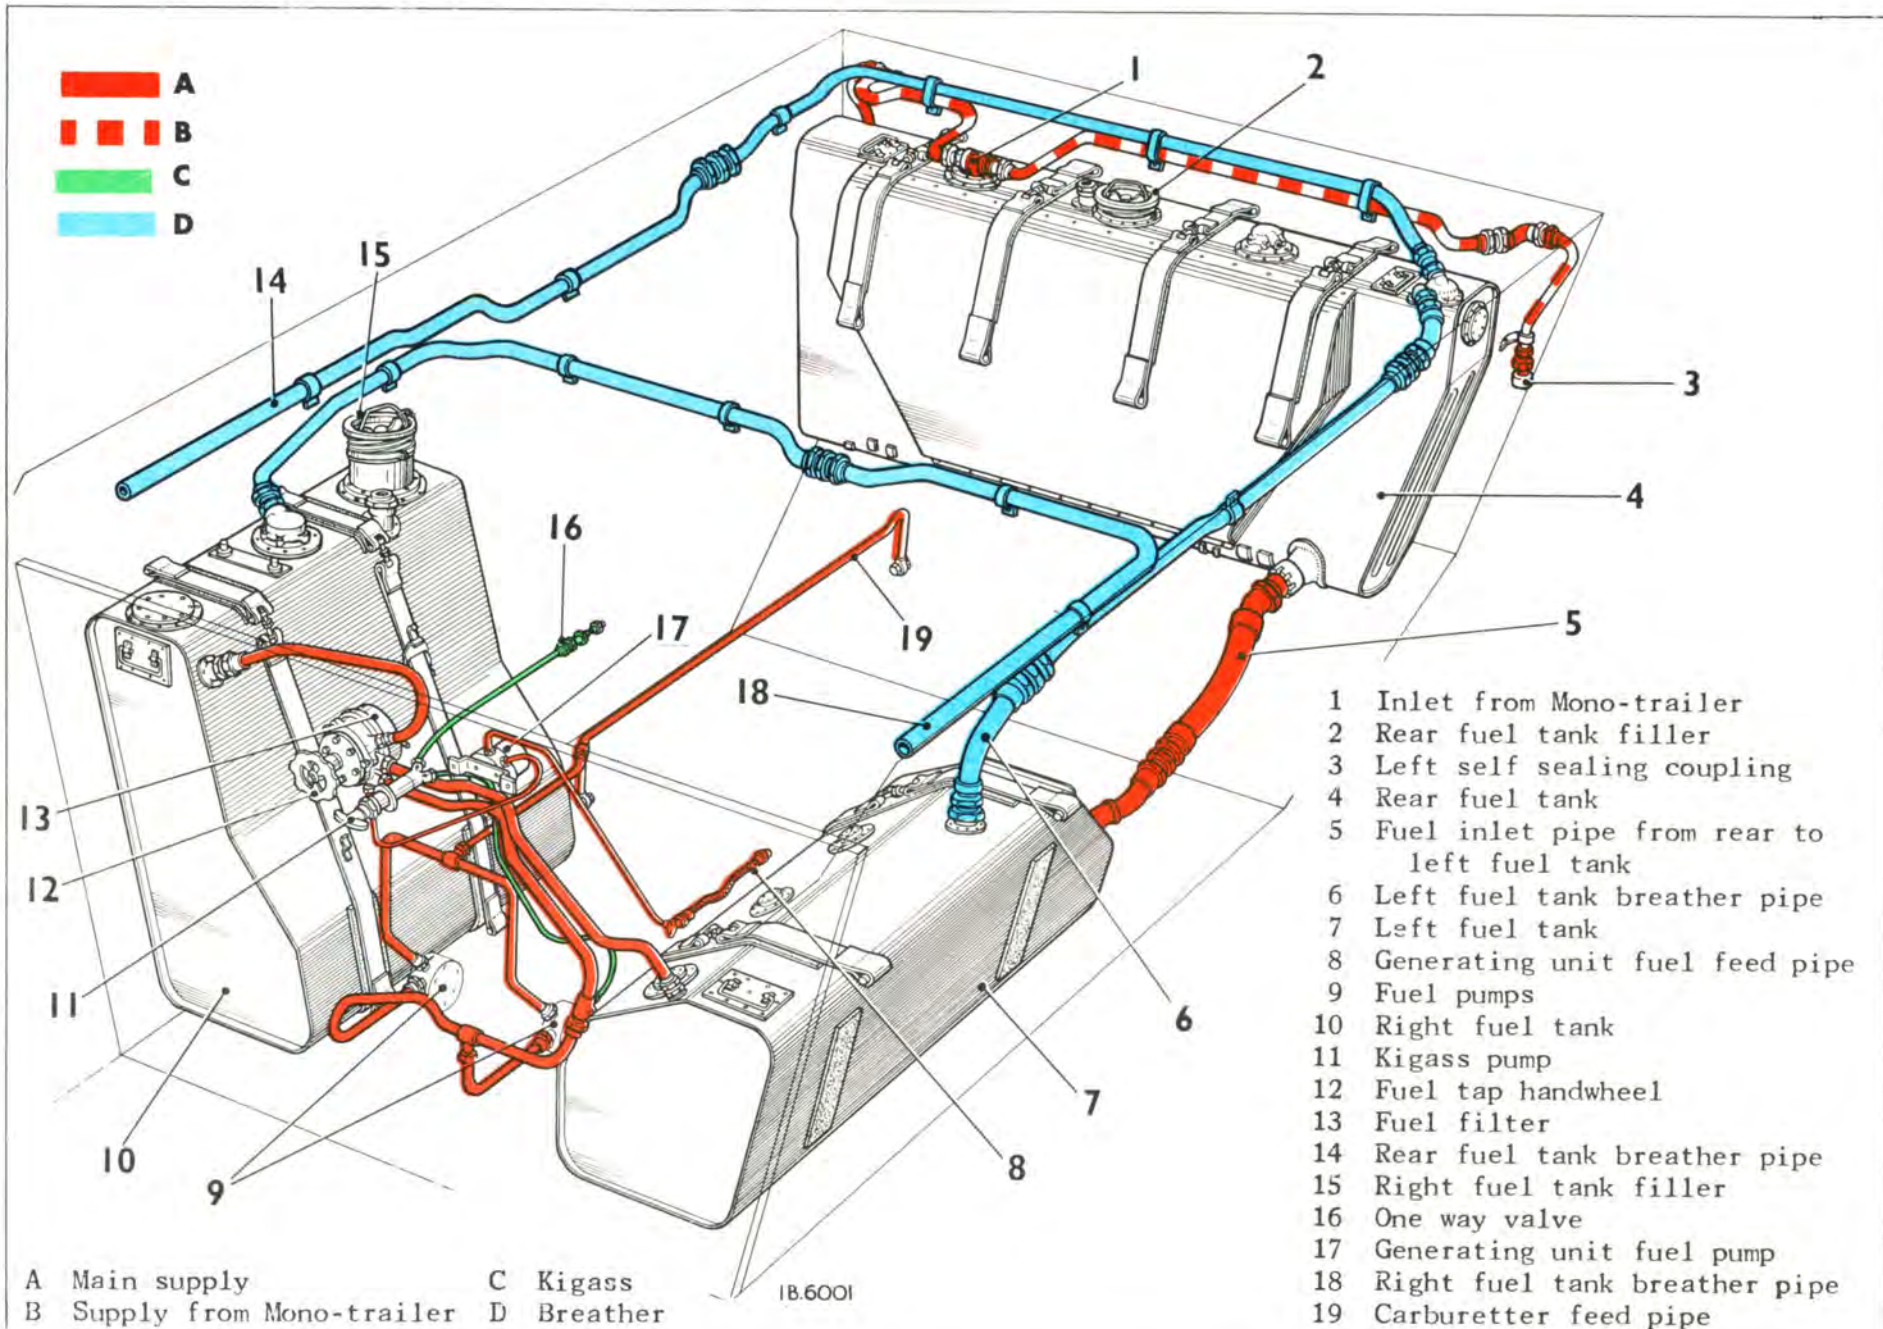 A
B
C
D
1
2
3
4
5
6
7
8
9
10
11
12
13
14
15
16
17
18
19
1 Inlet from Mono-trailer
2 Rear fuel tank filler
3 Left self sealing coupling
4 Rear fuel tank
5 Fuel inlet pipe from rear to
left fuel tank
6 Left fuel tank breather pipe
7 Left fuel tank
8 Generating unit fuel feed pipe
9 Fuel pumps
10 Right fuel tank
11 Kigass pump
12 Fuel tap handwheel
13 Fuel filter
14 Rear fuel tank breather pipe
15 Right fuel tank filler
16 One way valve
17 Generating unit fuel pump
18 Right fuel tank breather pipe
19 Carburetter feed pipe
A Main supply
B Supply from Mono-trailer
C Kigass
D Breather
1B.6001